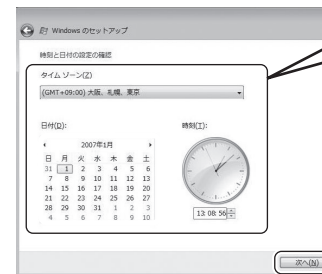 Windows のセットアップ
時刻と日付の設定の確認
タイム ゾーン(Z)
(GMT+09:00) 大阪、札幌、東京
日付(D):
時刻(T):
2007年1月
日 月 火 水 木 金 土
31 1 2 3 4 5 6
7 8 9 10 11 12 13
14 15 16 17 18 19 20
21 22 23 24 25 26 27
28 29 30 31 1 2 3
4 5 6 7 8 9 10
13: 08: 56
次へ(N)